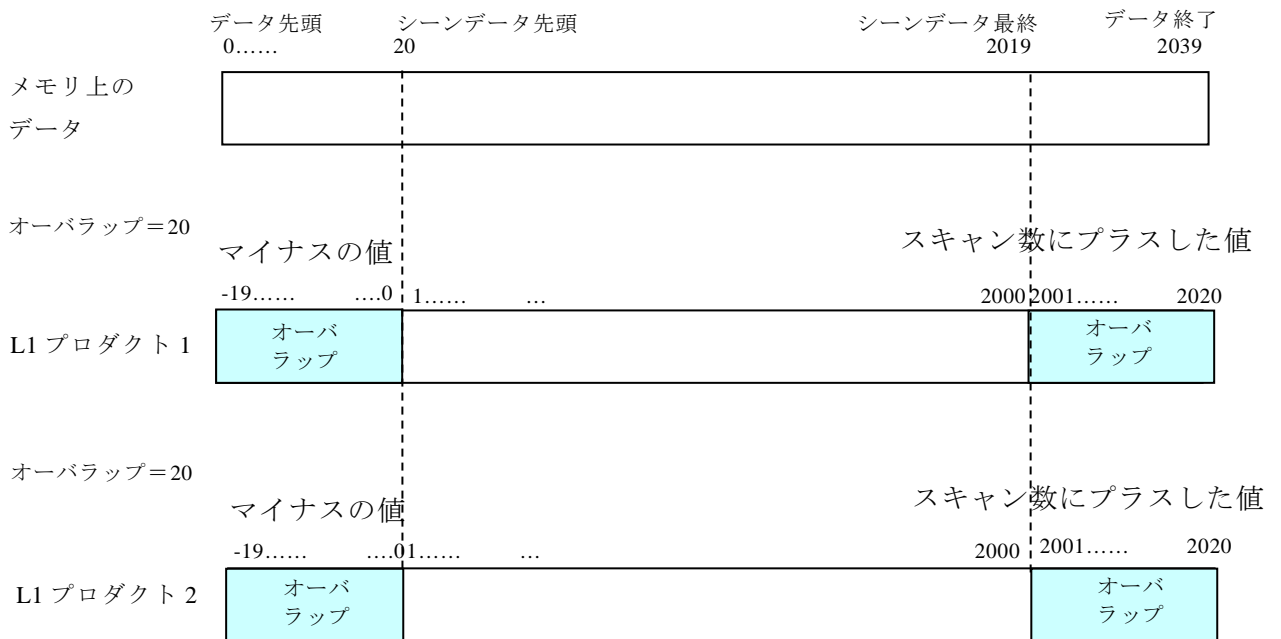 データ先頭 シーンデータ先頭 シーンデータ最終 データ終了
0…… 20 2019 2039
メモリ上の
データ
オーバラップ＝20
マイナスの値 スキャン数にプラスした値
-19…… ….0 1…… … 2000 2001…… 2020
L1 プロダクト 1
オーバ
ラップ
オーバ
ラップ
オーバラップ＝20
マイナスの値 スキャン数にプラスした値
-19…… ….01…… … 2000 2001…… 2020
L1 プロダクト 2
オーバ
ラップ
オーバ
ラップ